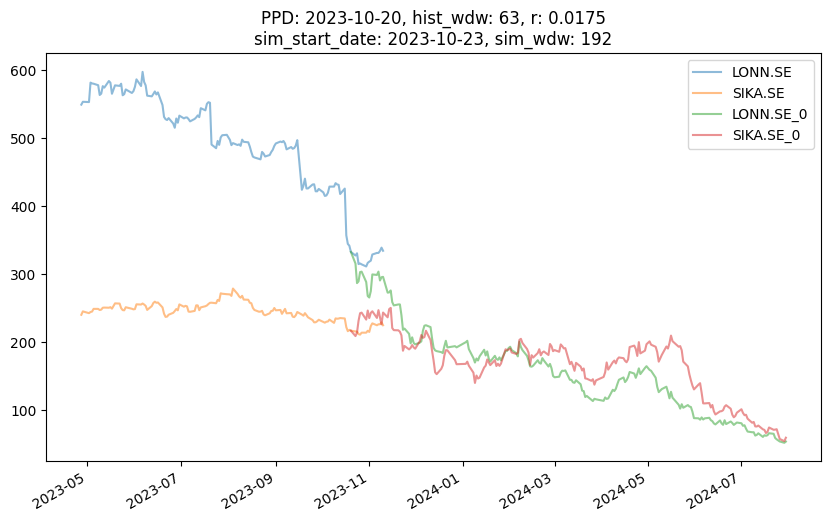 PPD: 2023-10-20, hist_wdw: 63, r: 0.0175
sim_start_date: 2023-10-23, sim_wdw: 192
LONN.SE
SIKA.SE
LONN.SE_0
SIKA.SE_0
600
500
400
300
200
100
2023-05
2023-07
2023-09
2023-11
2024-01
2024-03
2024-05
2024-07